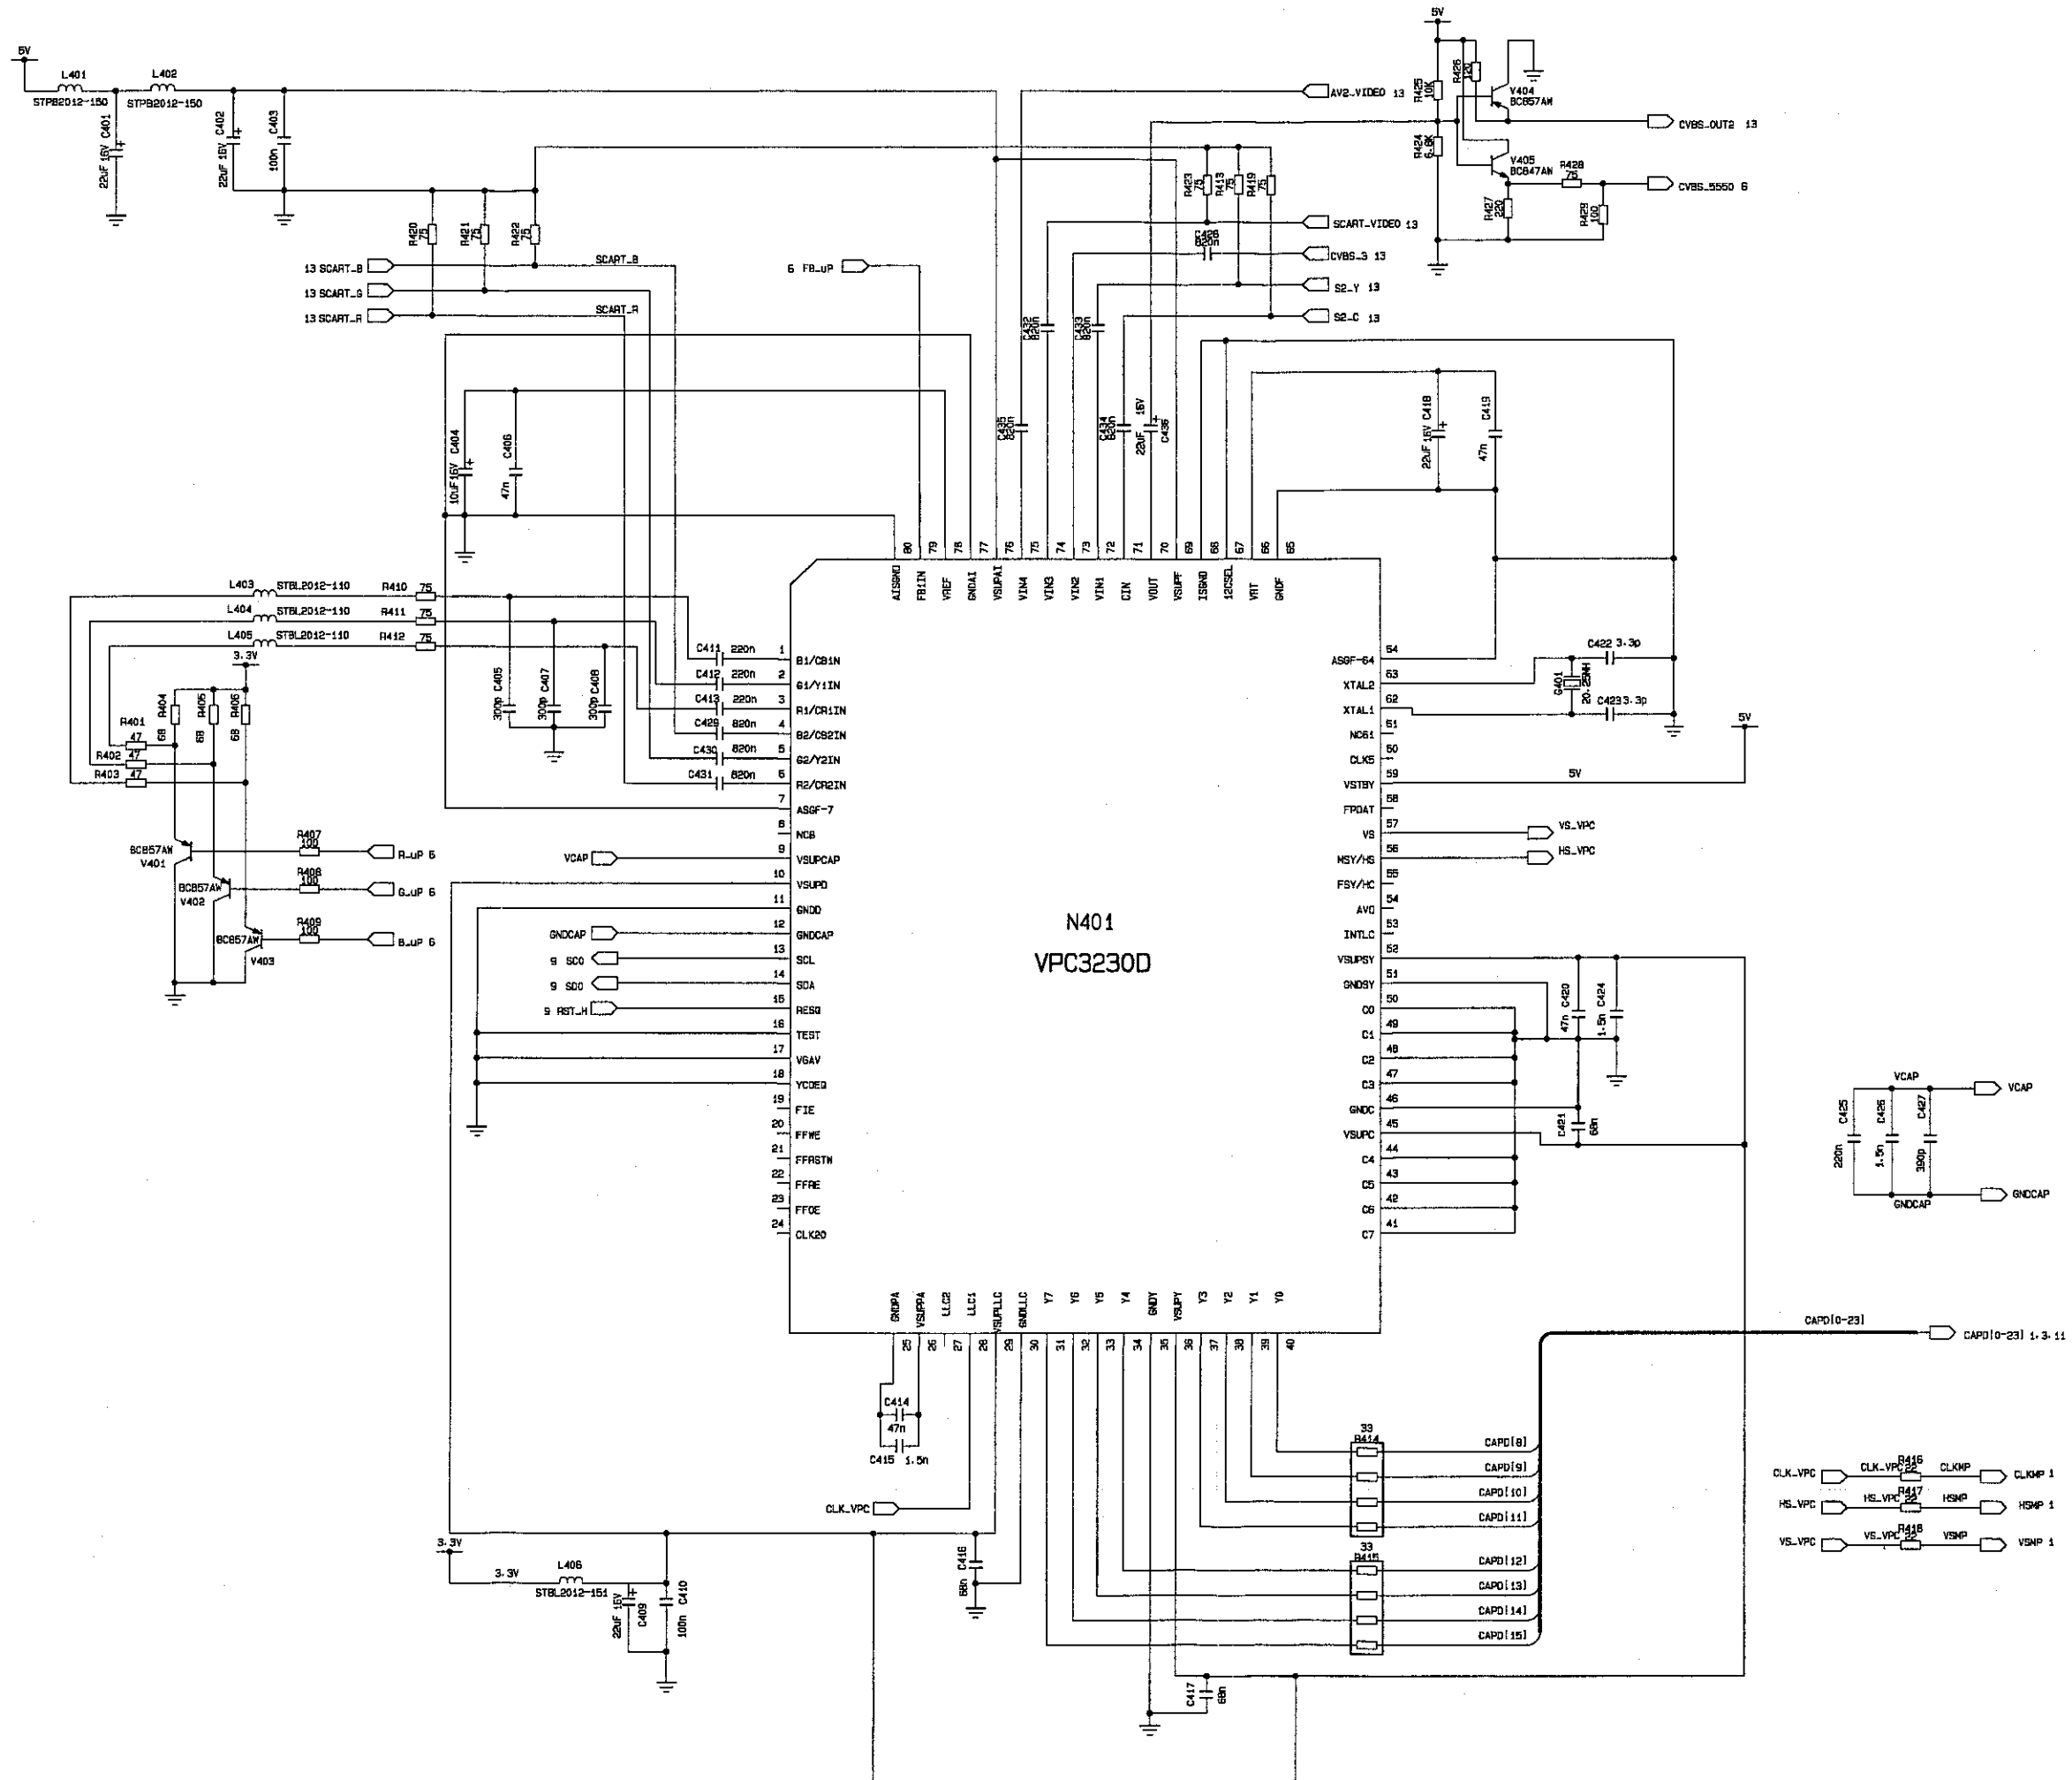 5V
L401
STPB2012-150
L402
STPB2012-150
22uF 16V C401
22uF 16V C402
100n C403
AV2_VIDEO 13
5V
R425 10K
R426 120
V404
BC857AW
CVBS_OUT2 13
R424 6.8K
V405
BC847AW
R428
75
CVBS_5550 6
R427 220
R429 100
R423 75
R413 75
R419 75
SCART_VIDEO 13
C428
820n
CVBS_3 13
S2_Y 13
S2_C 13
R420 75
R421 75
R422 75
13 SCART_B
SCART_B
13 SCART_G
13 SCART_R
SCART_R
6 FB_uP
C432 820n
C433 820n
C435 820n
C434 820n
22uF 16V C436
10uF 16V C404
47n C406
22uF 16V C418
47n C419
80 79 78 77 76 75 74 73 72 71 70 69 68 67 66 65
AISGND
FB1IN
VREF
GNDAI
VSUPAI
VIN4
VIN3
VIN2
VIN1
CIN
VOUT
VSUPF
ISGND
I2CSEL
VRT
GNDF
L403 STBL2012-110 R410 75
L404 STBL2012-110 R411 75
L405 STBL2012-110 R412 75
3.3V
R404 68
R405 68
R406 68
R401 47
R402 47
R403 47
300p C405
300p C407
300p C408
C411 220n
C412 220n
C413 220n
C429 820n
C430 820n
C431 820n
BC857AW
V401
R407
100
R_uP 6
BC857AW
V402
R408
100
G_uP 6
BC857AW
V403
R409
100
B_uP 6
1 B1/CB1N
2 G1/Y1IN
3 R1/CR1IN
4 B2/CB2IN
5 G2/Y2IN
6 R2/CR2IN
7 ASGF-7
8 NC8
VCAP 9 VSUPCAP
10 VSUPD
11 GNDD
GNDCAP 12 GNDCAP
9 SC0 13 SCL
9 SD0 14 SDA
9 RST_H 15 RESQ
16 TEST
17 VGAV
18 YCOEQ
19 FIE
20 FFWE
21 FFRSTW
22 FFRE
23 FFOE
24 CLK20
N401
VPC3230D
ASGF-64 64
XTAL2 63
XTAL1 62
NC61 61
CLK5 60
VSTBY 59
FPDAT 58
VS 57 VS_VPC
MSY/HS 56 HS_VPC
FSY/HC 55
AVO 54
INTLC 53
VSUPSY 52
GNDSY 51
C0 50
C1 49
C2 48
C3 47
GNDC 46
VSUPC 45
C4 44
C5 43
C6 42
C7 41
C422 3.3p
G401 20.25MH
C423 3.3p
5V
5V
47n C420
1.5n C424
C421 68n
VCAP
C425 220n
C426 1.5n
C427 390p
VCAP
GNDCAP
GNDCAP
GNDPA
VSUPPA
LLC2
LLC1
VSUPLLC
GNDLLC
Y7
Y6
Y5
Y4
GNDY
VSUPY
Y3
Y2
Y1
Y0
25 26 27 28 29 30 31 32 33 34 35 36 37 38 39 40
CAPD[0-23]
CAPD[0-23] 1.3.11
C414
47n
C415 1.5n
33
R414
CAPD[8]
CAPD[9]
CAPD[10]
CAPD[11]
33
R415
CAPD[12]
CAPD[13]
CAPD[14]
CAPD[15]
CLK_VPC
CLK_VPC CLK_VPC R416 22 CLKMP CLKMP 1
HS_VPC HS_VPC R417 22 HSMP HSMP 1
VS_VPC VS_VPC R418 22 VSMP VSMP 1
3.3V
3.3V
L406
STBL2012-151
22uF 16V C409
100n C410
68n C416
C417 68n